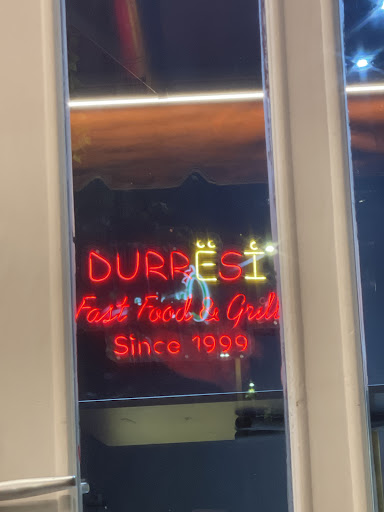 DURRËSI
Fast Food & Grill
Since 1999